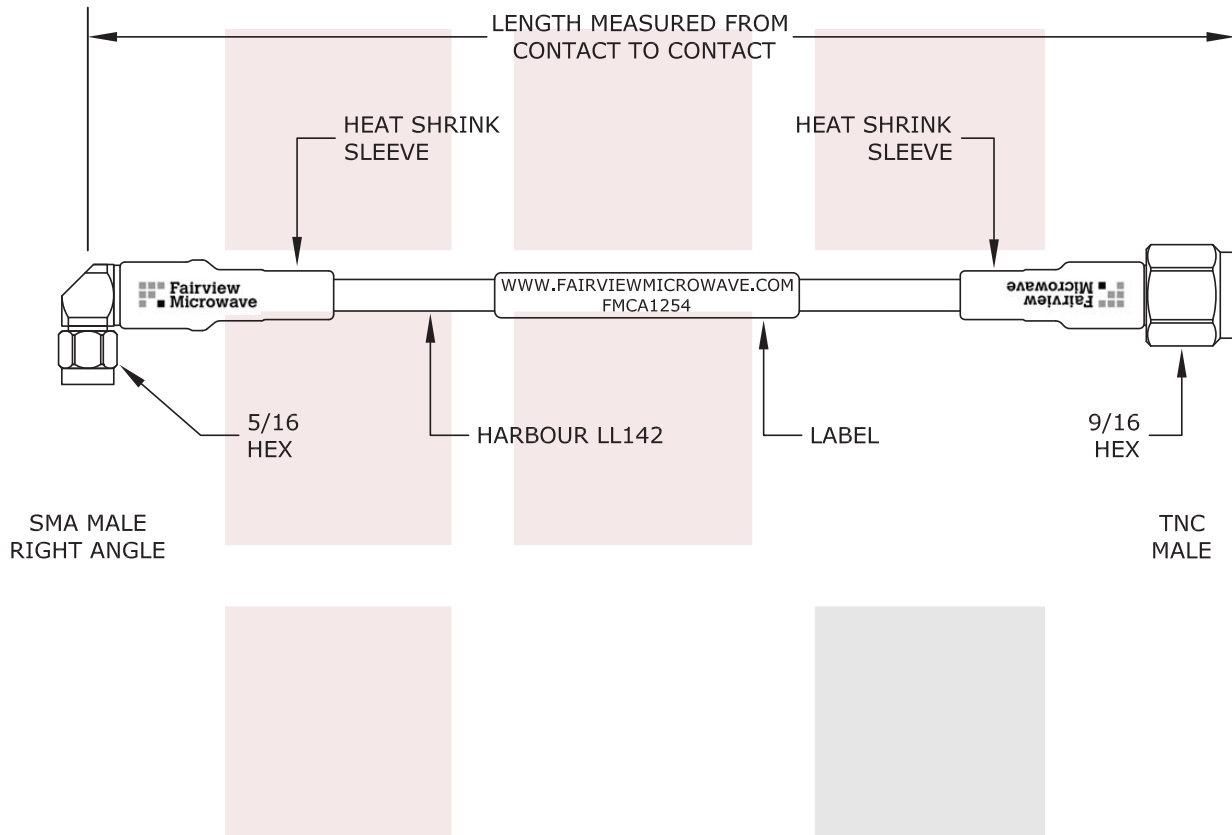 LENGTH MEASURED FROM
CONTACT TO CONTACT
HEAT SHRINK
SLEEVE
HEAT SHRINK
SLEEVE
Fairview
Microwave
WWW.FAIRVIEWMICROWAVE.COM
FMCA1254
Fairview
Microwave
5/16
HEX
HARBOUR LL142
LABEL
9/16
HEX
SMA MALE
RIGHT ANGLE
TNC
MALE